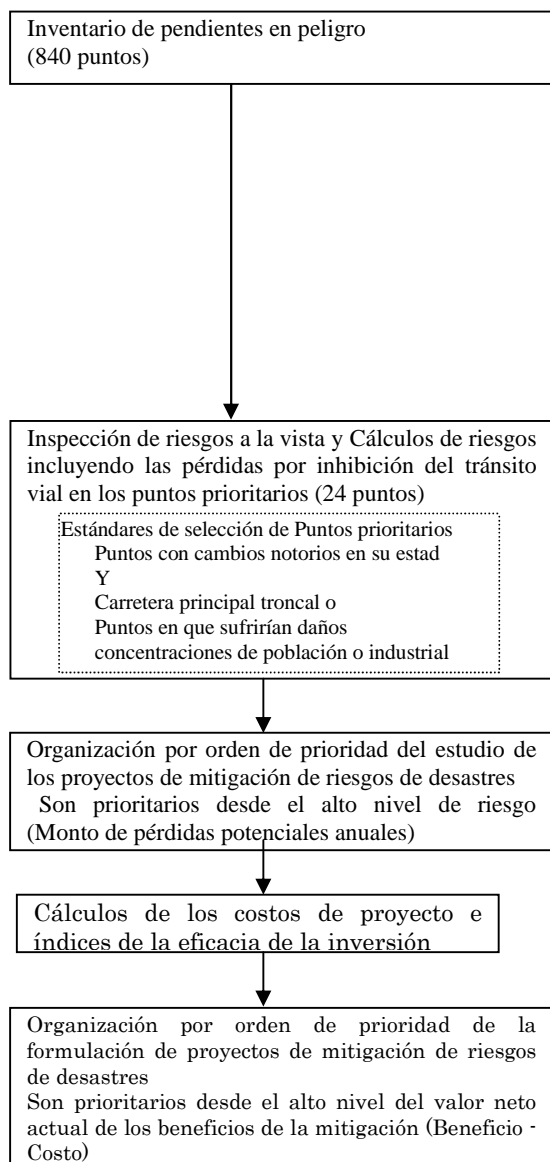 Inventario de pendientes en peligro
(840 puntos)
Inspección de riesgos a la vista y Cálculos de riesgos
incluyendo las pérdidas por inhibición del tránsito
vial en los puntos prioritarios (24 puntos)
Estándares de selección de Puntos prioritarios
Puntos con cambios notorios en su estad
Y
Carretera principal troncal o
Puntos en que sufrirían daños
concentraciones de población o industrial
Organización por orden de prioridad del estudio de
los proyectos de mitigación de riesgos de desastres
Son prioritarios desde el alto nivel de riesgo
(Monto de pérdidas potenciales anuales)
Cálculos de los costos de proyecto e
índices de la eficacia de la inversión
Organización por orden de prioridad de la
formulación de proyectos de mitigación de riesgos
de desastres
Son prioritarios desde el alto nivel del valor neto
actual de los beneficios de la mitigación (Beneficio -
Costo)